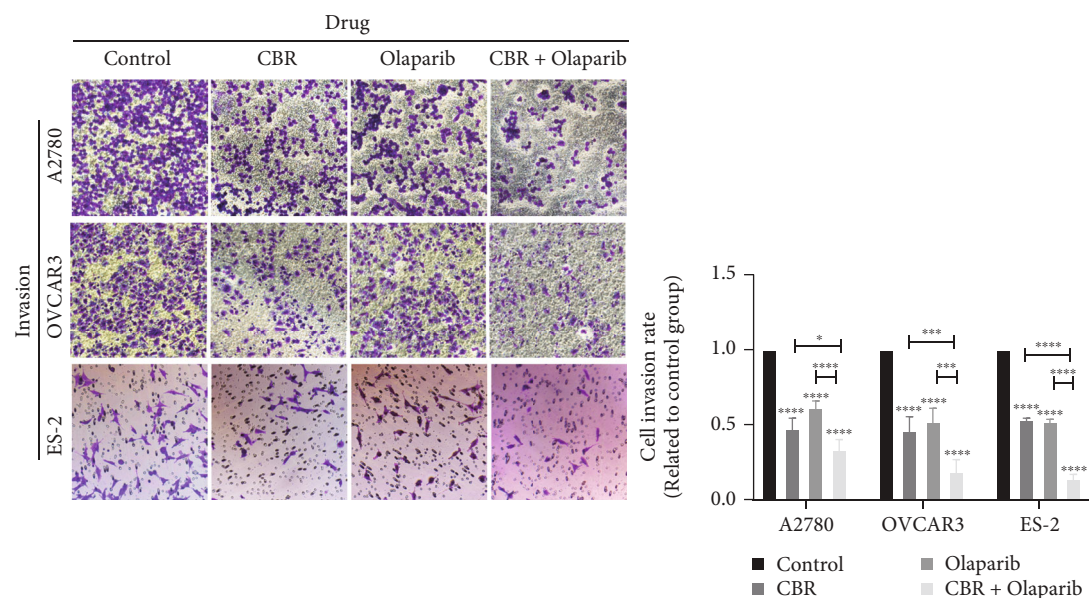 Drug
Control CBR Olaparib CBR + Olaparib
Invasion
A2780
OVCAR3
ES-2
Cell invasion rate
(Related to control group)
1.5
1.0
0.5
0.0
* *** ****
**** *** ****
**** **** ****
**** **** ****
**** **** ****
A2780 OVCAR3 ES-2
Control Olaparib
CBR CBR + Olaparib